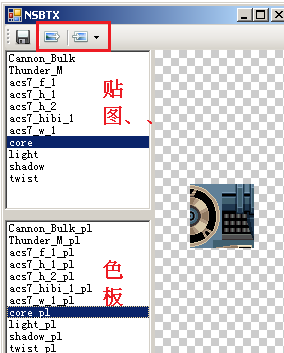 NSBTX
Cannon_Bulk
Thunder_M
acs7_f_1
acs7_h_1
acs7_h_2
acs7_hibi_1
acs7_w_1
core
light
shadow
twist
贴
图、、
Cannon_Bulk_pl
Thunder_M_pl
acs7_f_1_pl
acs7_h_1_pl
acs7_h_2_pl
acs7_hibi_1_pl
acs7_w_1_pl
core_pl
light_pl
shadow_pl
twist_pl
色
板